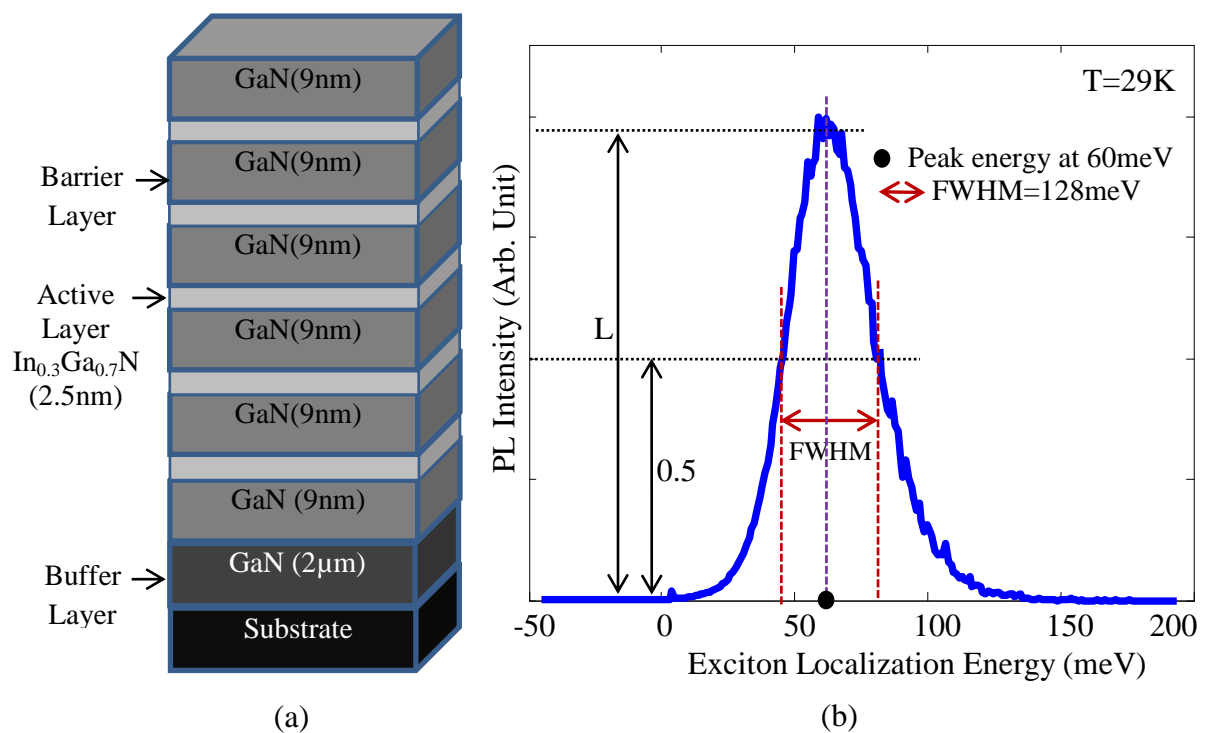 GaN(9nm)
GaN(9nm)
GaN(9nm)
GaN(9nm)
GaN(9nm)
GaN (9nm)
GaN (2µm)
Substrate
Barrier
Layer
Active
Layer
In₀.₃Ga₀.₇N
(2.5nm)
Buffer
Layer
(a)
T=29K
Peak energy at 60meV
FWHM=128meV
PL Intensity (Arb. Unit)
L
0.5
FWHM
-50 0 50 100 150 200
Exciton Localization Energy (meV)
(b)